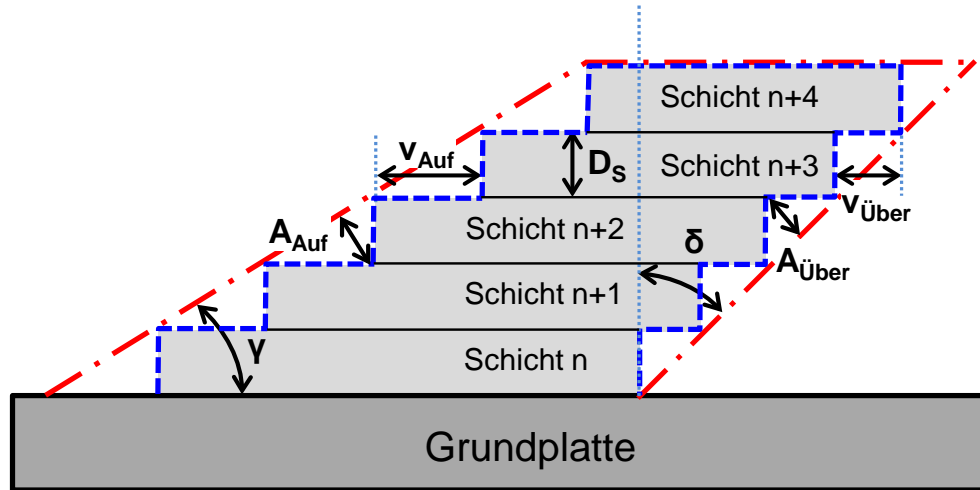 Schicht n+4
v_Auf
D_S
Schicht n+3
v_Über
A_Auf
Schicht n+2
δ
A_Über
Schicht n+1
γ
Schicht n
Grundplatte